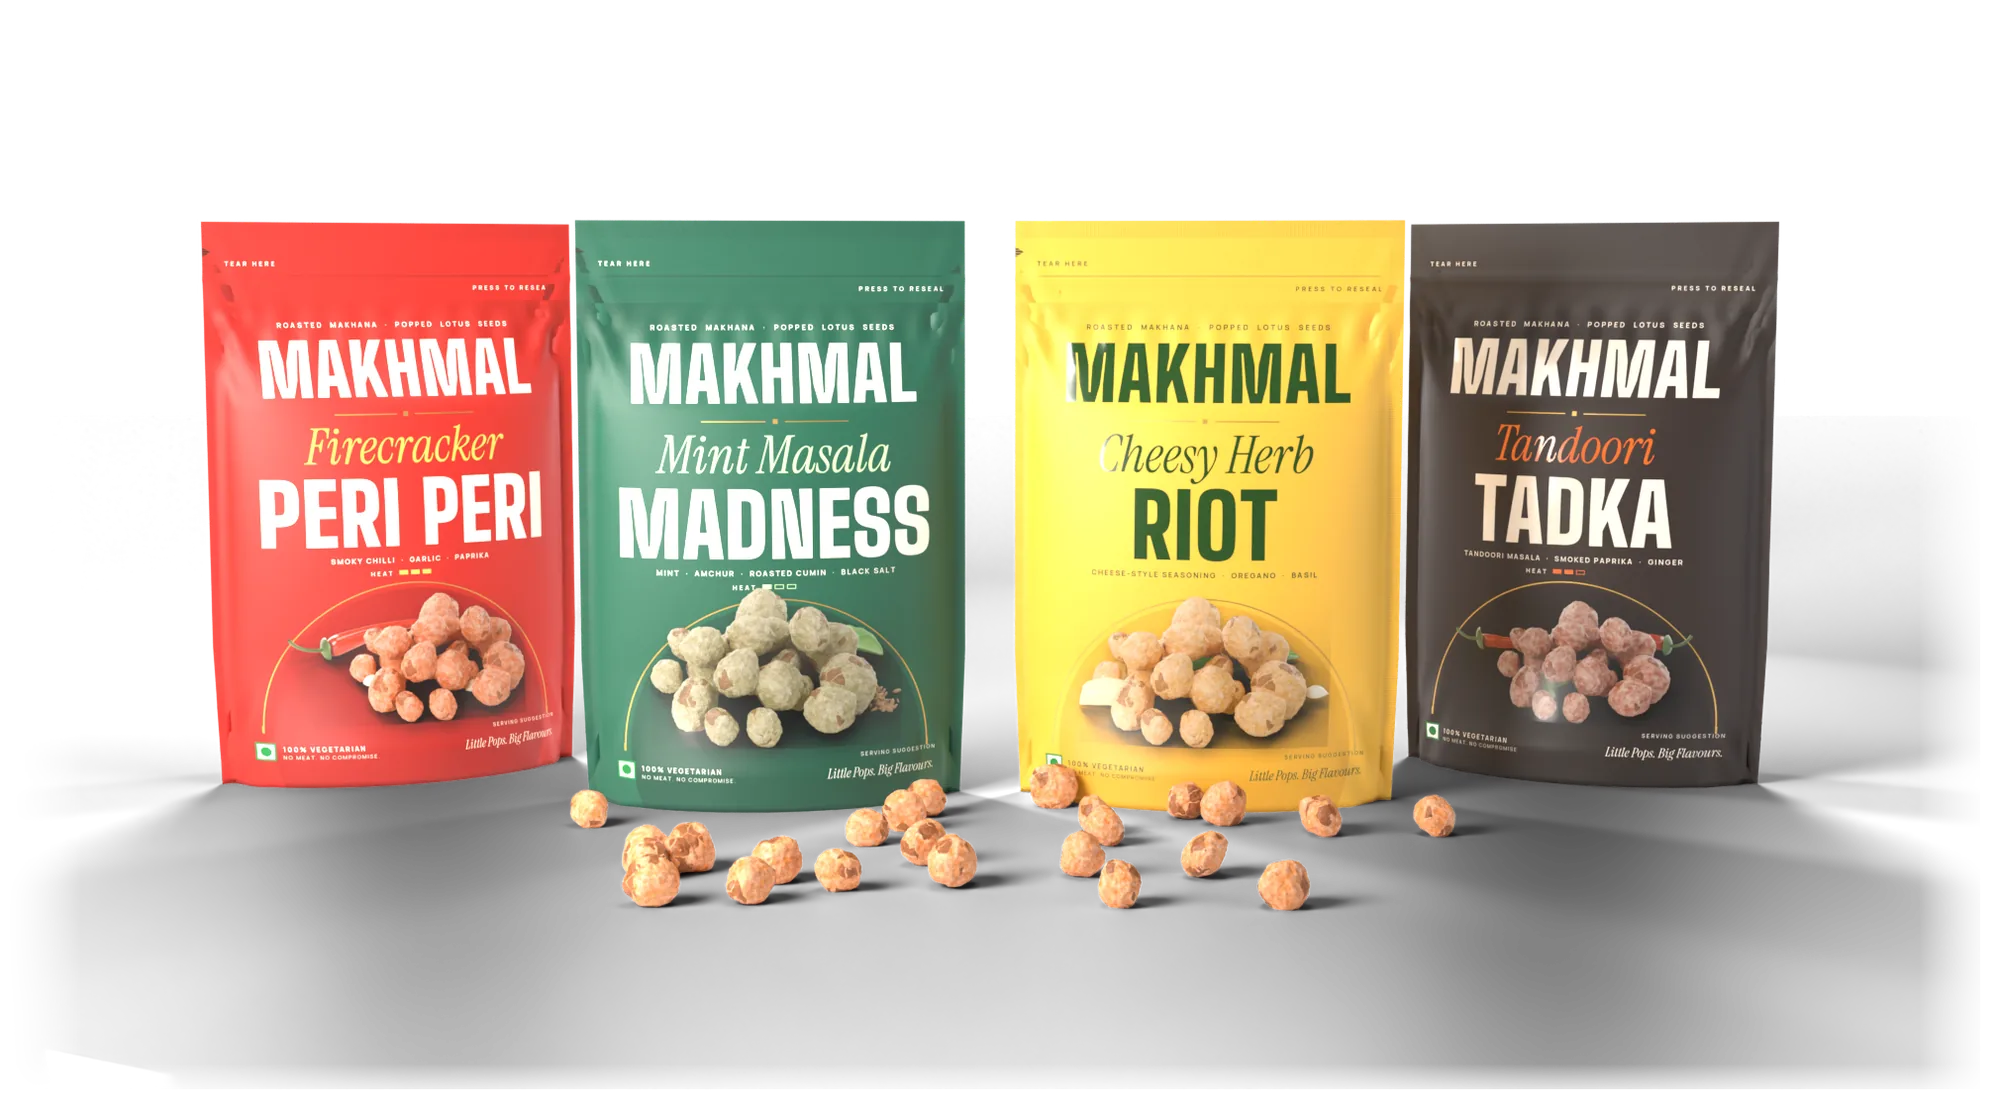 TEAR HERE
PRESS TO RESEA
ROASTED MAKHANA · POPPED LOTUS SEEDS
MAKHMAL
Firecracker
PERI PERI
SMOKY CHILLI · GARLIC · PAPRIKA
HEAT
SERVING SUGGESTION
100% VEGETARIAN
NO MEAT. NO COMPROMISE.
Little Pops. Big Flavours.
TEAR HERE
PRESS TO RESEAL
ROASTED MAKHANA · POPPED LOTUS SEEDS
MAKHMAL
Mint Masala
MADNESS
MINT · AMCHUR · ROASTED CUMIN · BLACK SALT
HEAT
SERVING SUGGESTION
100% VEGETARIAN
NO MEAT. NO COMPROMISE.
Little Pops. Big Flavours.
TEAR HERE
PRESS TO RESEAL
ROASTED MAKHANA · POPPED LOTUS SEEDS
MAKHMAL
Cheesy Herb
RIOT
CHEESE-STYLE SEASONING · OREGANO · BASIL
SERVING SUGGESTION
100% VEGETARIAN
MEAT. NO COMPROMISE.
Little Pops. Big Flavours.
TEAR HERE
PRESS TO RESEAL
ROASTED MAKHANA · POPPED LOTUS SEEDS
MAKHMAL
Tandoori
TADKA
TANDOORI MASALA · SMOKED PAPRIKA · GINGER
HEAT
SERVING SUGGESTION
100% VEGETARIAN
NO MEAT. NO COMPROMISE.
Little Pops. Big Flavours.